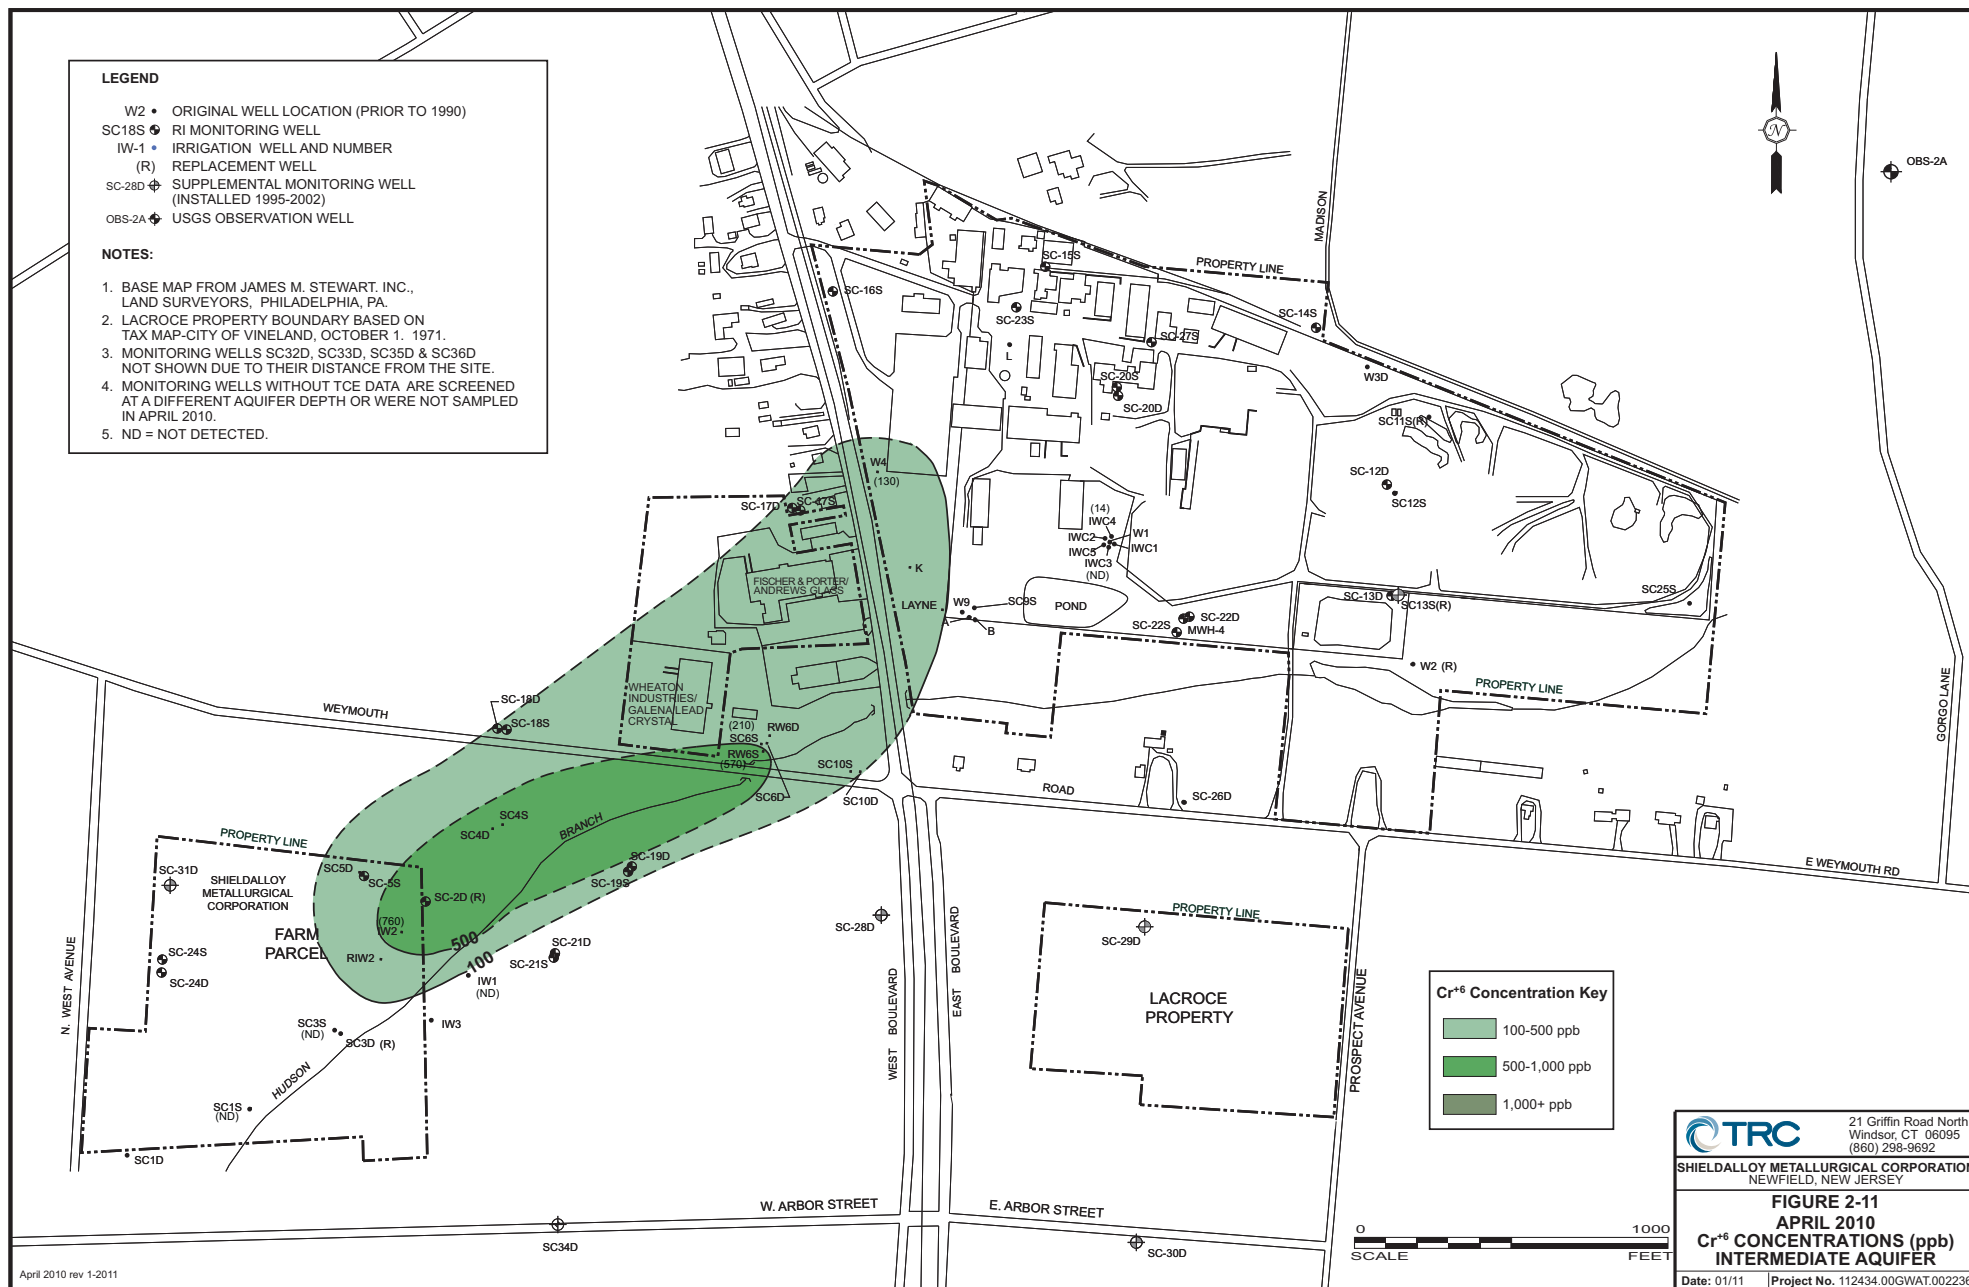 LEGEND
W2 • ORIGINAL WELL LOCATION (PRIOR TO 1990)
SC18S RI MONITORING WELL
IW-1 • IRRIGATION WELL AND NUMBER
(R) REPLACEMENT WELL
SC-28D SUPPLEMENTAL MONITORING WELL
(INSTALLED 1995-2002)
OBS-2A USGS OBSERVATION WELL
NOTES:
1. BASE MAP FROM JAMES M. STEWART. INC.,
LAND SURVEYORS, PHILADELPHIA, PA.
2. LACROCE PROPERTY BOUNDARY BASED ON
TAX MAP-CITY OF VINELAND, OCTOBER 1. 1971.
3. MONITORING WELLS SC32D, SC33D, SC35D & SC36D
NOT SHOWN DUE TO THEIR DISTANCE FROM THE SITE.
4. MONITORING WELLS WITHOUT TCE DATA ARE SCREENED
AT A DIFFERENT AQUIFER DEPTH OR WERE NOT SAMPLED
IN APRIL 2010.
5. ND = NOT DETECTED.
N
OBS-2A
MADISON
PROPERTY LINE
SC-15S
SC-16S
SC-23S
SC-14S
SC-27S
L
W3D
SC-20S
SC-20D
SC11S(R)
W4
(130)
SC-12D
SC12S
SC-17D
SC-17S
(14)
IWC4
IWC2
W1
IWC5
IWC1
IWC3
(ND)
K
FISCHER & PORTER/
ANDREWS GLASS
LAYNE
W9
SC9S
A
B
POND
SC-22S
SC-22D
MWH-4
SC-13D
SC13S(R)
SC25S
W2 (R)
PROPERTY LINE
GORGO LANE
WHEATON
INDUSTRIES/
GALENA/LEAD
CRYSTAL
SC-18D
SC-18S
WEYMOUTH
(210)
SC6S
RW6D
RW6S
(570)
SC6D
SC10S
SC10D
ROAD
SC-26D
E WEYMOUTH RD
SC4S
SC4D
BRANCH
PROPERTY LINE
SC-31D
SHIELDALLOY
METALLURGICAL
CORPORATION
SC5D
SC-5S
SC-19D
SC-19S
SC-2D (R)
(760)
IW2
FARM
PARCEL
RIW2
500
100
SC-21D
SC-21S
IW1
(ND)
SC-24S
SC-24D
N. WEST AVENUE
SC3S
(ND)
SC3D (R)
IW3
HUDSON
SC1S
(ND)
SC1D
SC-28D
WEST BOULEVARD
EAST BOULEVARD
PROPERTY LINE
SC-29D
LACROCE
PROPERTY
PROSPECT AVENUE
Cr+6 Concentration Key
100-500 ppb
500-1,000 ppb
1,000+ ppb
W. ARBOR STREET
E. ARBOR STREET
SC34D
SC-30D
0 1000
SCALE FEET
TRC
21 Griffin Road North
Windsor, CT 06095
(860) 298-9692
SHIELDALLOY METALLURGICAL CORPORATION
NEWFIELD, NEW JERSEY
FIGURE 2-11
APRIL 2010
Cr+6 CONCENTRATIONS (ppb)
INTERMEDIATE AQUIFER
Date: 01/11 Project No. 112434.00GWAT.002236
April 2010 rev 1-2011